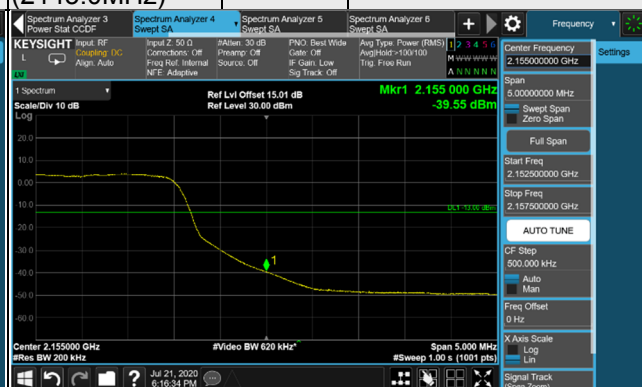 (2145.0MHz)
Spectrum Analyzer 3
Power Stat CCDF
Spectrum Analyzer 4
Swept SA
Spectrum Analyzer 5
Swept SA
Spectrum Analyzer 6
Swept SA
+
Frequency
KEYSIGHT
L
Input: RF
Coupling: DC
Align: Auto
Input Z: 50 Ω
Corrections: Off
Freq Ref: Internal
NFE: Adaptive
#Atten: 30 dB
Preamp: Off
Source: Off
PNO: Best Wide
Gate: Off
IF Gain: Low
Sig Track: Off
Avg Type: Power (RMS)
Avg|Hold:>100/100
Trig: Free Run
1 2 3 4 5 6
M W W W W W
A N N N N N
1 Spectrum
Scale/Div 10 dB
Log
Ref Lvl Offset 15.01 dB
Ref Level 30.00 dBm
Mkr1 2.155 000 GHz
-39.55 dBm
20.0
10.0
0.00
-10.0
-20.0
-30.0
-40.0
-50.0
-60.0
DL1 -13.00 dBm
1
Center 2.155000 GHz
#Res BW 200 kHz
#Video BW 620 kHz*
Span 5.000 MHz
#Sweep 1.00 s (1001 pts)
Jul 21, 2020
6:16:34 PM
Settings
Center Frequency
2.155000000 GHz
Span
5.00000000 MHz
Swept Span
Zero Span
Full Span
Start Freq
2.152500000 GHz
Stop Freq
2.157500000 GHz
AUTO TUNE
CF Step
500.000 kHz
Auto
Man
Freq Offset
0 Hz
X Axis Scale
Log
Lin
Signal Track
(Span Zoom)